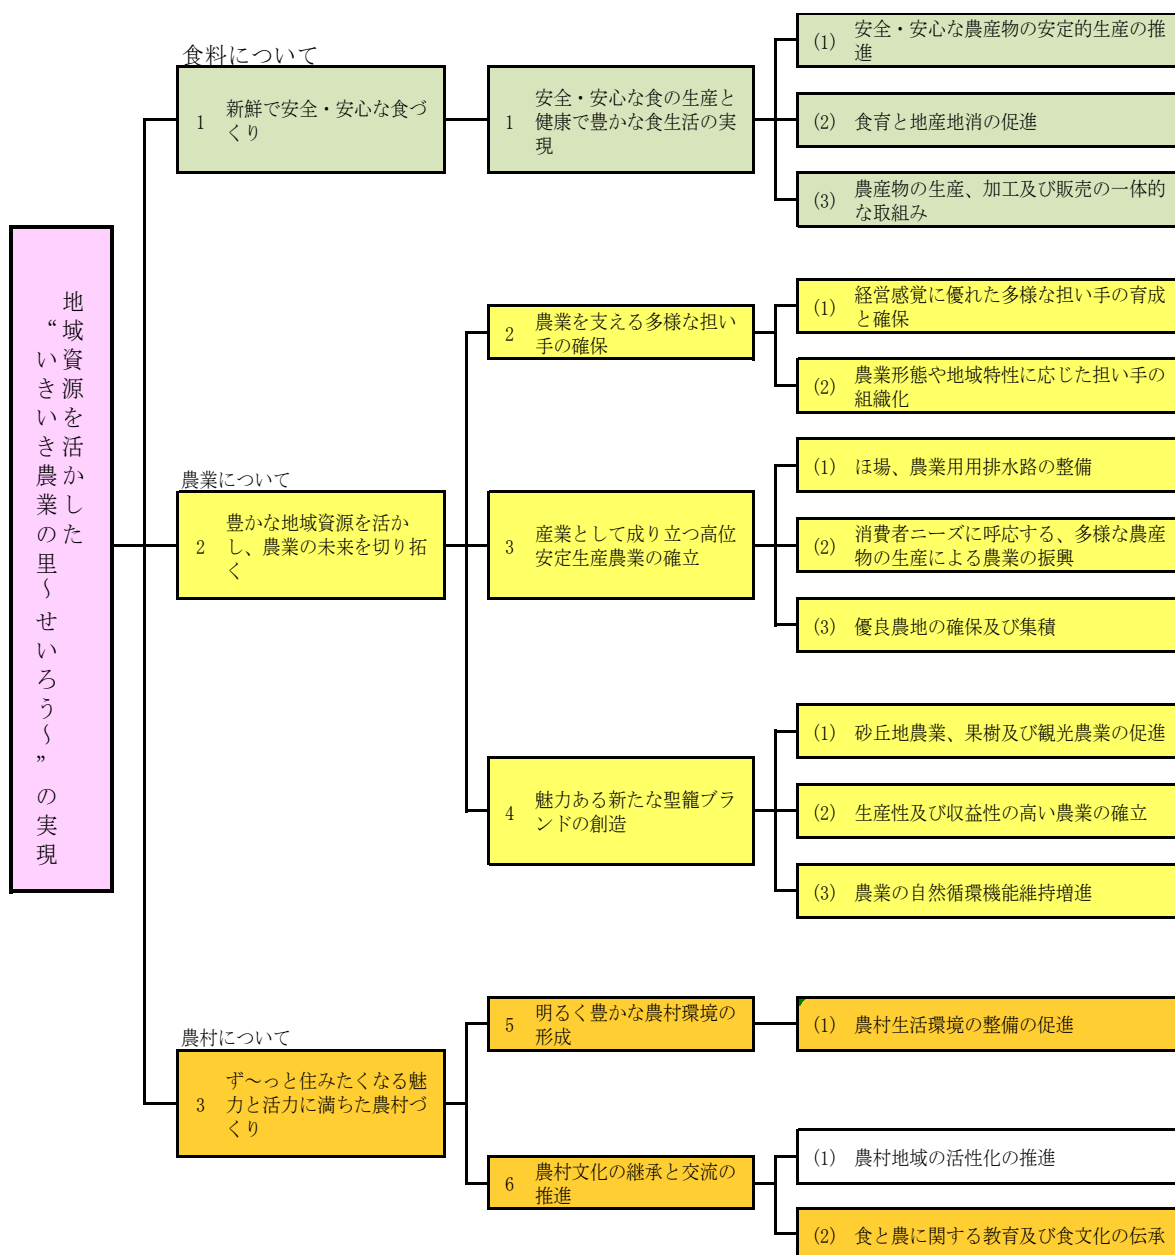 地域資源を活かした
“いきいき農業の里～せいろう～”の実現
食料について
1 新鮮で安全・安心な食づ
くり
1 安全・安心な食の生産と
健康で豊かな食生活の実
現
(1) 安全・安心な農産物の安定的生産の推
進
(2) 食育と地産地消の促進
(3) 農産物の生産、加工及び販売の一体的
な取組み
農業について
2 豊かな地域資源を活か
し、農業の未来を切り拓
く
2 農業を支える多様な担い
手の確保
(1) 経営感覚に優れた多様な担い手の育成
と確保
(2) 農業形態や地域特性に応じた担い手の
組織化
3 産業として成り立つ高位
安定生産農業の確立
(1) ほ場、農業用用排水路の整備
(2) 消費者ニーズに呼応する、多様な農産
物の生産による農業の振興
(3) 優良農地の確保及び集積
4 魅力ある新たな聖籠ブラ
ンドの創造
(1) 砂丘地農業、果樹及び観光農業の促進
(2) 生産性及び収益性の高い農業の確立
(3) 農業の自然循環機能維持増進
農村について
3 ず～っと住みたくなる魅
力と活力に満ちた農村づ
くり
5 明るく豊かな農村環境の
形成
(1) 農村生活環境の整備の促進
6 農村文化の継承と交流の
推進
(1) 農村地域の活性化の推進
(2) 食と農に関する教育及び食文化の伝承